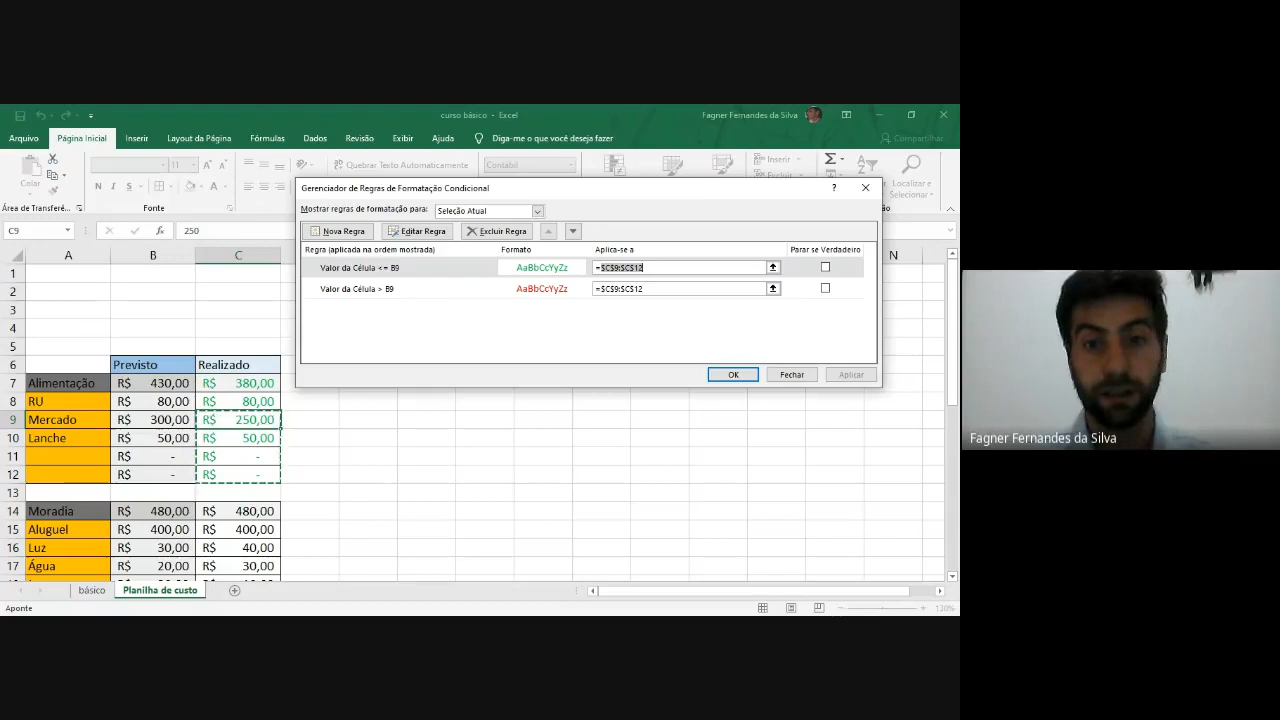 curso básico - Excel
Fagner Fernandes da Silva
Arquivo Página Inicial Inserir Layout da Página Fórmulas Dados Revisão Exibir Ajuda Diga-me o que você deseja fazer Compartilhar
Colar
11
Quebrar Texto Automaticamente
Contábil
Inserir
Excluir
Localizar e
Selecionar
N I S
Área de Transferê...
Fonte
C9
250
Gerenciador de Regras de Formatação Condicional
Mostrar regras de formatação para: Seleção Atual
Nova Regra Editar Regra Excluir Regra
Regra (aplicada na ordem mostrada) Formato Aplica-se a Parar se Verdadeiro
Valor da Célula <= B9 AaBbCcYyZz =$C$9:$C$12
Valor da Célula > B9 AaBbCcYyZz =$C$9:$C$12
OK Fechar Aplicar
A B C N
1
2
3
4
5
6 Previsto Realizado
7 Alimentação R$ 430,00 R$ 380,00
8 RU R$ 80,00 R$ 80,00
9 Mercado R$ 300,00 R$ 250,00
10 Lanche R$ 50,00 R$ 50,00
11 R$ - R$ -
12 R$ - R$ -
13
14 Moradia R$ 480,00 R$ 480,00
15 Aluguel R$ 400,00 R$ 400,00
16 Luz R$ 30,00 R$ 40,00
17 Água R$ 20,00 R$ 30,00
básico Planilha de custo
Aponte
130%
Fagner Fernandes da Silva